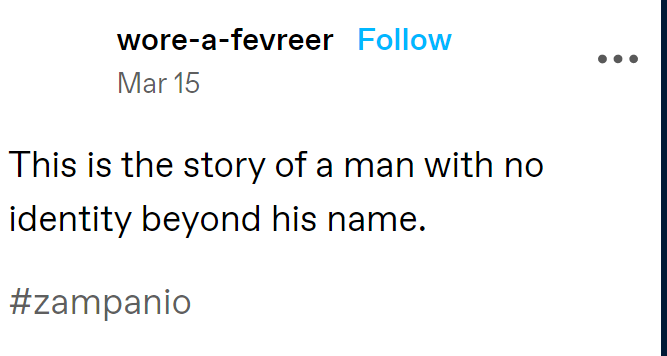 wore-a-fevreer Follow
Mar 15
This is the story of a man with no
identity beyond his name.
#zampanio